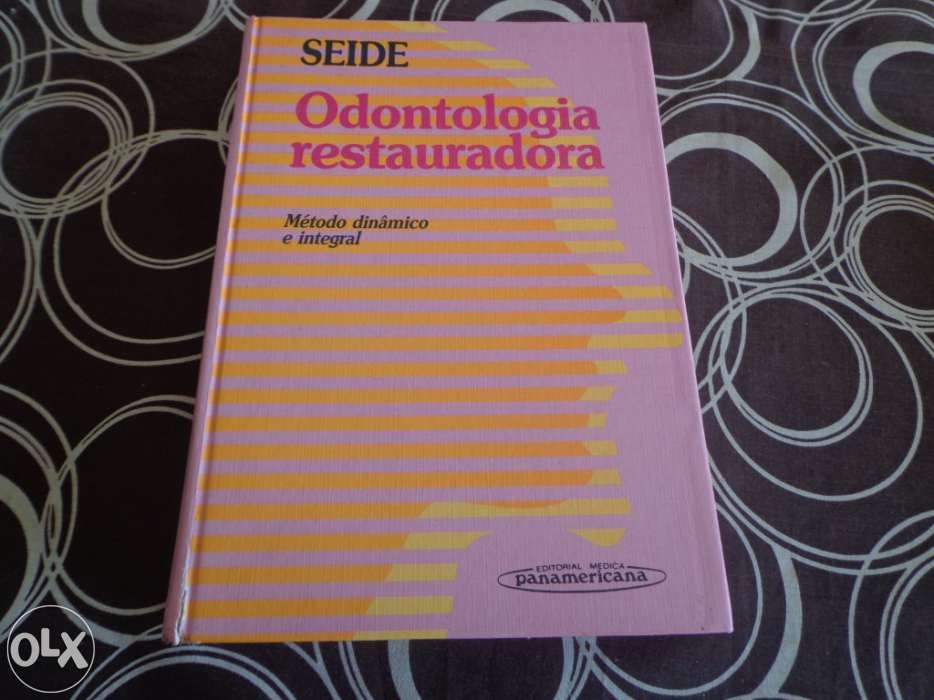 SEIDE
Odontologia
restauradora
Método dinâmico
e integral
EDITORIAL MEDICA
panamericana
OLX